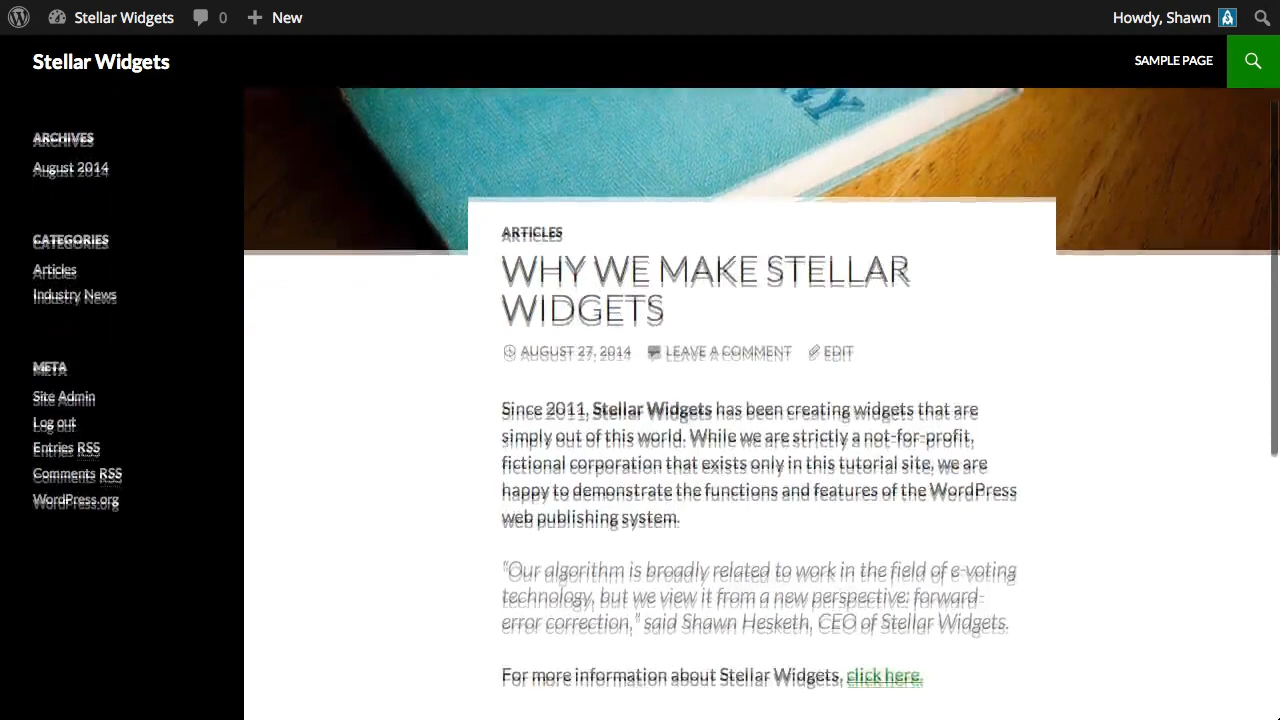 Stellar Widgets 0 New Howdy, Shawn
Stellar Widgets SAMPLE PAGE
ARCHIVES
August 2014
CATEGORIES
Articles
Industry News
META
Site Admin
Log out
Entries RSS
Comments RSS
WordPress.org
ARTICLES
WHY WE MAKE STELLAR
WIDGETS
AUGUST 27, 2014 LEAVE A COMMENT EDIT
Since 2011, Stellar Widgets has been creating widgets that are
simply out of this world. While we are strictly a not-for-profit,
fictional corporation that exists only in this tutorial site, we are
happy to demonstrate the functions and features of the WordPress
web publishing system.
“Our algorithm is broadly related to work in the field of e-voting
technology, but we view it from a new perspective: forward-
error correction,” said Shawn Hesketh, CEO of Stellar Widgets.
For more information about Stellar Widgets, click here.